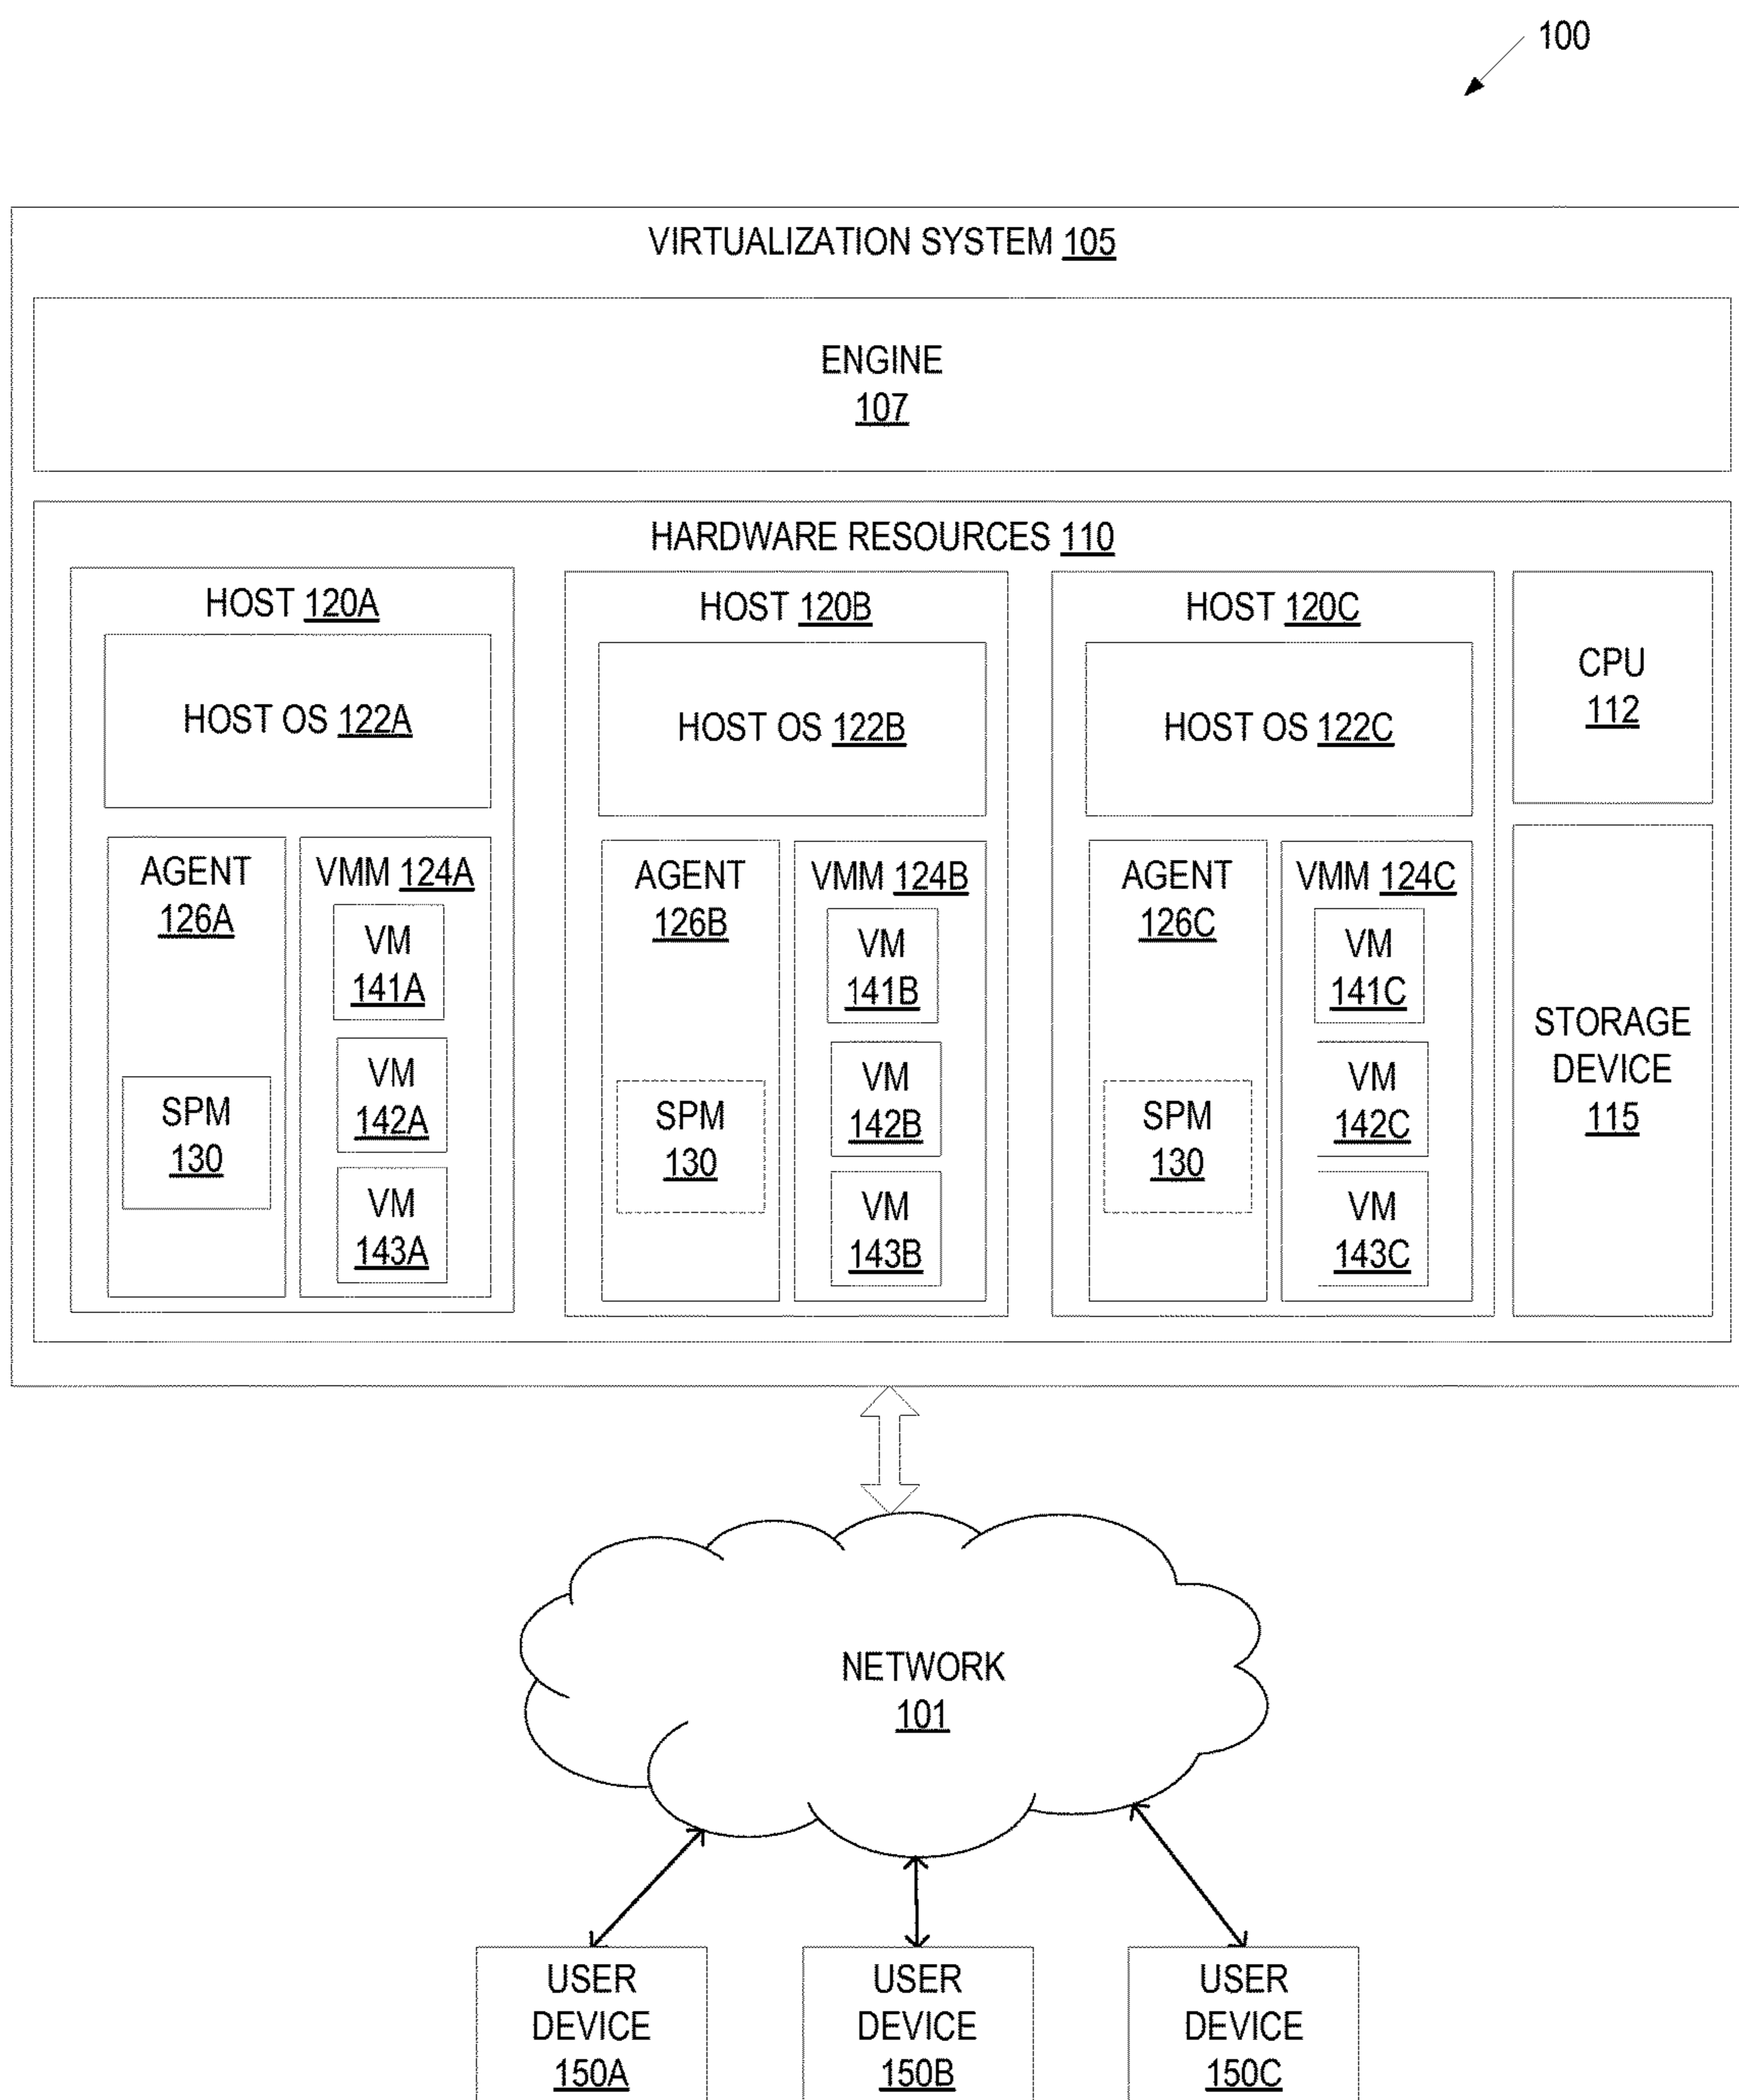 100
VIRTUALIZATION SYSTEM 105
ENGINE
107
HARDWARE RESOURCES 110
HOST 120A
HOST OS 122A
AGENT
126A
SPM
130
VMM 124A
VM
141A
VM
142A
VM
143A
HOST 120B
HOST OS 122B
AGENT
126B
SPM
130
VMM 124B
VM
141B
VM
142B
VM
143B
HOST 120C
HOST OS 122C
AGENT
126C
SPM
130
VMM 124C
VM
141C
VM
142C
VM
143C
CPU
112
STORAGE
DEVICE
115
NETWORK
101
USER
DEVICE
150A
USER
DEVICE
150B
USER
DEVICE
150C